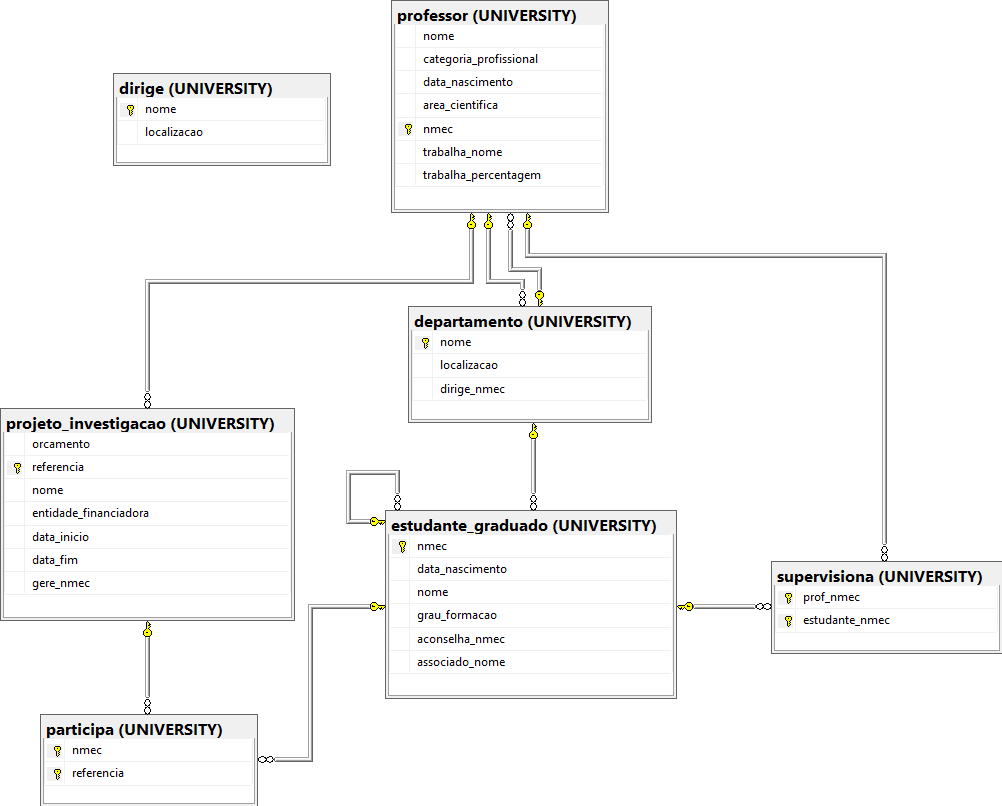 professor (UNIVERSITY)
nome
categoria_profissional
data_nascimento
area_cientifica
nmec
trabalha_nome
trabalha_percentagem
dirige (UNIVERSITY)
nome
localizacao
departamento (UNIVERSITY)
nome
localizacao
dirige_nmec
projeto_investigacao (UNIVERSITY)
orcamento
referencia
nome
entidade_financiadora
data_inicio
data_fim
gere_nmec
estudante_graduado (UNIVERSITY)
nmec
data_nascimento
nome
grau_formacao
aconselha_nmec
associado_nome
supervisiona (UNIVERSITY)
prof_nmec
estudante_nmec
participa (UNIVERSITY)
nmec
referencia